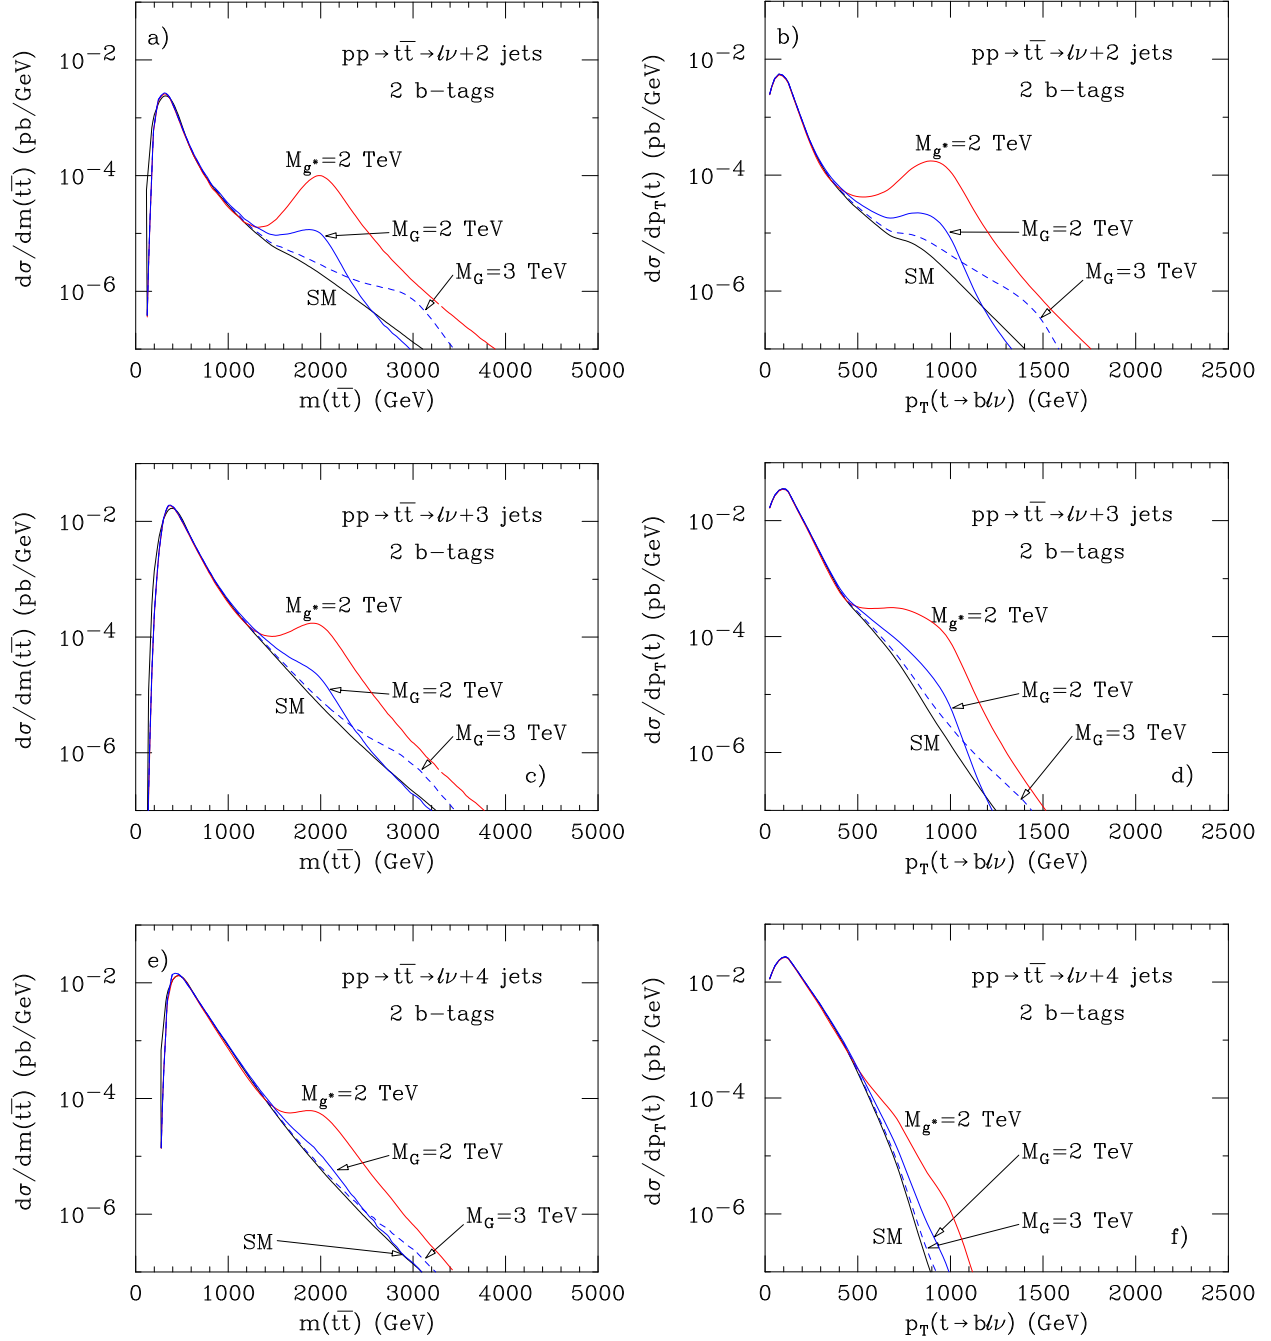 a)
pp→tt̅→lν+2 jets
2 b−tags
M_g*=2 TeV
M_G=2 TeV
M_G=3 TeV
SM
10^−2
10^−4
10^−6
0 1000 2000 3000 4000 5000
m(tt̅) (GeV)
dσ/dm(tt̅) (pb/GeV)
b)
pp→tt̅→lν+2 jets
2 b−tags
M_g*=2 TeV
M_G=2 TeV
M_G=3 TeV
SM
10^−2
10^−4
10^−6
0 500 1000 1500 2000 2500
p_T(t→blν) (GeV)
dσ/dp_T(t) (pb/GeV)
pp→tt̅→lν+3 jets
2 b−tags
M_g*=2 TeV
M_G=2 TeV
SM
M_G=3 TeV
c)
10^−2
10^−4
10^−6
0 1000 2000 3000 4000 5000
m(tt̅) (GeV)
dσ/dm(tt̅) (pb/GeV)
pp→tt̅→lν+3 jets
2 b−tags
M_g*=2 TeV
M_G=2 TeV
M_G=3 TeV
SM
d)
10^−2
10^−4
10^−6
0 500 1000 1500 2000 2500
p_T(t→blν) (GeV)
dσ/dp_T(t) (pb/GeV)
e)
pp→tt̅→lν+4 jets
2 b−tags
M_g*=2 TeV
M_G=2 TeV
M_G=3 TeV
SM
10^−2
10^−4
10^−6
0 1000 2000 3000 4000 5000
m(tt̅) (GeV)
dσ/dm(tt̅) (pb/GeV)
pp→tt̅→lν+4 jets
2 b−tags
M_g*=2 TeV
M_G=2 TeV
M_G=3 TeV
SM
f)
10^−2
10^−4
10^−6
0 500 1000 1500 2000 2500
p_T(t→blν) (GeV)
dσ/dp_T(t) (pb/GeV)